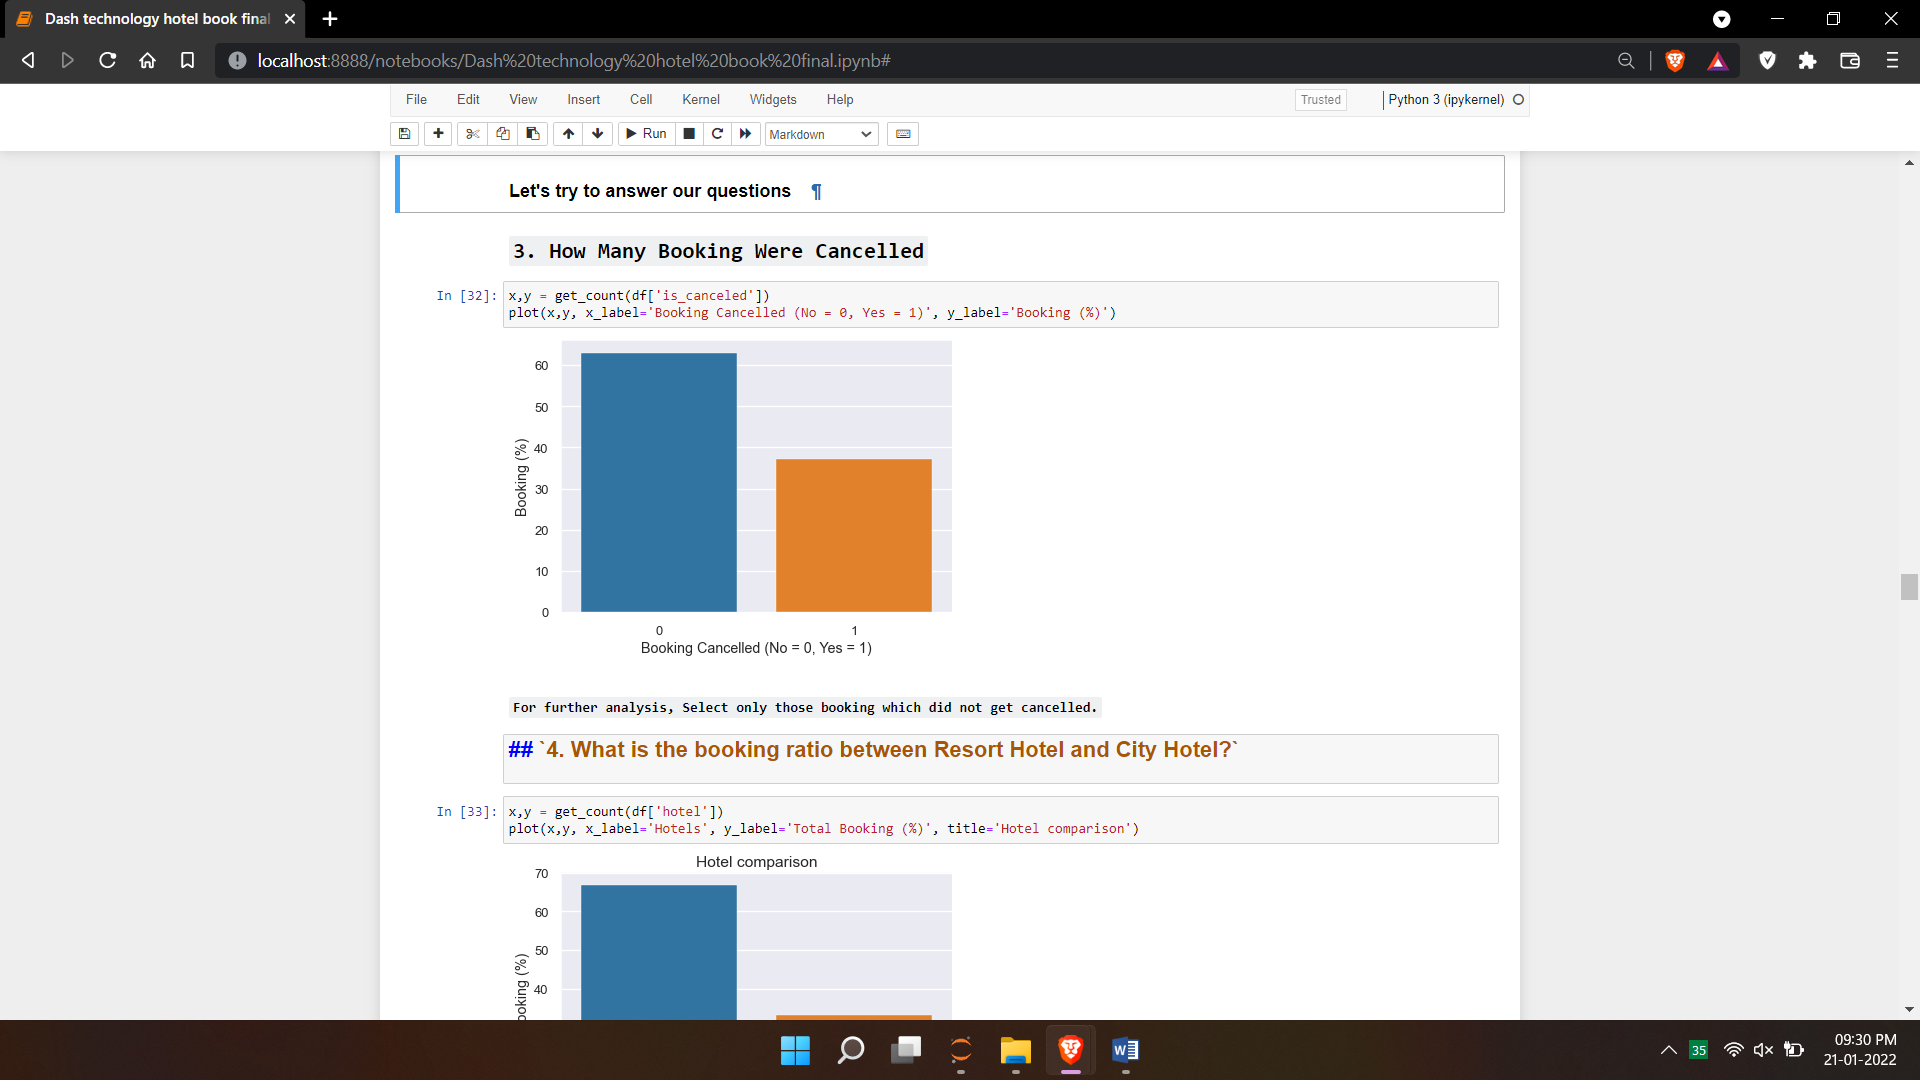 Dash technology hotel book final
localhost:8888/notebooks/Dash%20technology%20hotel%20book%20final.ipynb#
File Edit View Insert Cell Kernel Widgets Help Trusted Python 3 (ipykernel)
Run Markdown
Let's try to answer our questions ¶
3. How Many Booking Were Cancelled
In [32]: x,y = get_count(df['is_canceled'])
plot(x,y, x_label='Booking Cancelled (No = 0, Yes = 1)', y_label='Booking (%)')
60
50
40
30
20
10
0
Booking (%)
0 1
Booking Cancelled (No = 0, Yes = 1)
For further analysis, Select only those booking which did not get cancelled.
## `4. What is the booking ratio between Resort Hotel and City Hotel?`
In [33]: x,y = get_count(df['hotel'])
plot(x,y, x_label='Hotels', y_label='Total Booking (%)', title='Hotel comparison')
Hotel comparison
70
60
50
40
ooking (%)
35
09:30 PM
21-01-2022